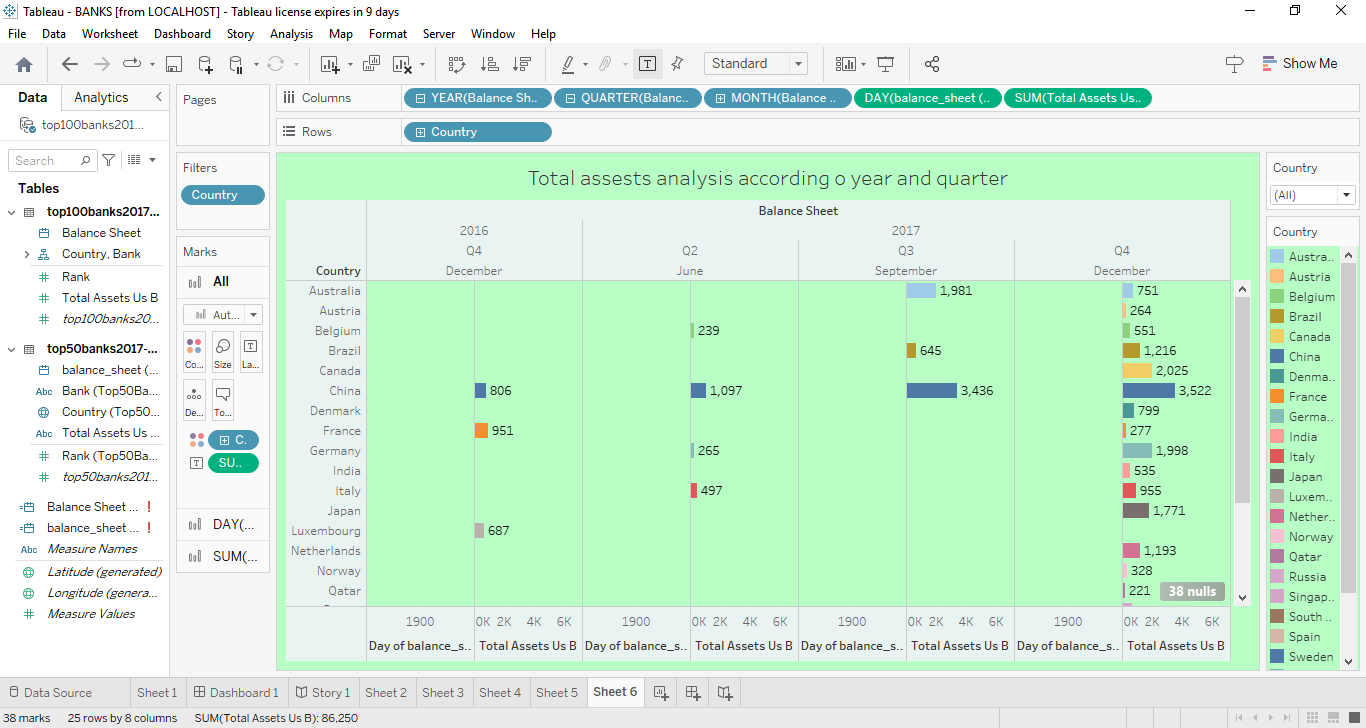 Tableau - BANKS [from LOCALHOST] - Tableau license expires in 9 days
File Data Worksheet Dashboard Story Analysis Map Format Server Window Help
Standard
Show Me
Data Analytics
top100banks201...
Search
Tables
top100banks2017...
Balance Sheet
Country, Bank
Rank
Total Assets Us B
top100banks20...
top50banks2017-...
balance_sheet (...
Abc Bank (Top50Ba...
Country (Top50...
Abc Total Assets Us ...
Rank (Top50Ba...
top50banks201...
Balance Sheet ... !
balance_sheet ... !
Abc Measure Names
Latitude (generated)
Longitude (genera...
Measure Values
Pages
Filters
Country
Marks
All
Aut...
Co... Size La...
De... To...
C.
SU..
DAY(...
SUM(...
Columns YEAR(Balance Sh.. QUARTER(Balanc.. MONTH(Balance .. DAY(balance_sheet (.. SUM(Total Assets Us..
Rows Country
Total assests analysis according o year and quarter
Balance Sheet
2016 2017
Q4 Q2 Q3 Q4
Country December June September December
Australia 1,981 751
Austria 264
Belgium 239 551
Brazil 645 1,216
Canada 2,025
China 806 1,097 3,436 3,522
Denmark 799
France 951 277
Germany 265 1,998
India 535
Italy 497 955
Japan 1,771
Luxembourg 687
Netherlands 1,193
Norway 328
Qatar 221 38 nulls
1900 0K 2K 4K 6K 1900 0K 2K 4K 6K 1900 0K 2K 4K 6K 1900 0K 2K 4K 6K
Day of balance_s.. Total Assets Us B Day of balance_s.. Total Assets Us B Day of balance_s.. Total Assets Us B Day of balance_s.. Total Assets Us B
Country
(All)
Country
Austra..
Austria
Belgium
Brazil
Canada
China
Denma..
France
Germa..
India
Italy
Japan
Luxem..
Nether..
Norway
Qatar
Russia
Singap..
South ..
Spain
Sweden
Data Source Sheet 1 Dashboard 1 Story 1 Sheet 2 Sheet 3 Sheet 4 Sheet 5 Sheet 6
38 marks 25 rows by 8 columns SUM(Total Assets Us B): 86,250